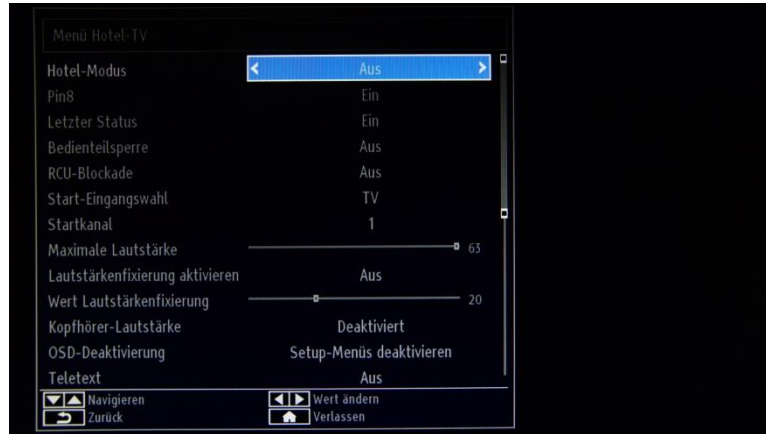 Menü Hotel-TV
Hotel-Modus Aus
Pin8 Ein
Letzter Status Ein
Bedienteilsperre Aus
RCU-Blockade Aus
Start-Eingangswahl TV
Startkanal 1
Maximale Lautstärke 63
Lautstärkenfixierung aktivieren Aus
Wert Lautstärkenfixierung 20
Kopfhörer-Lautstärke Deaktiviert
OSD-Deaktivierung Setup-Menüs deaktivieren
Teletext Aus
Navigieren Wert ändern
Zurück Verlassen